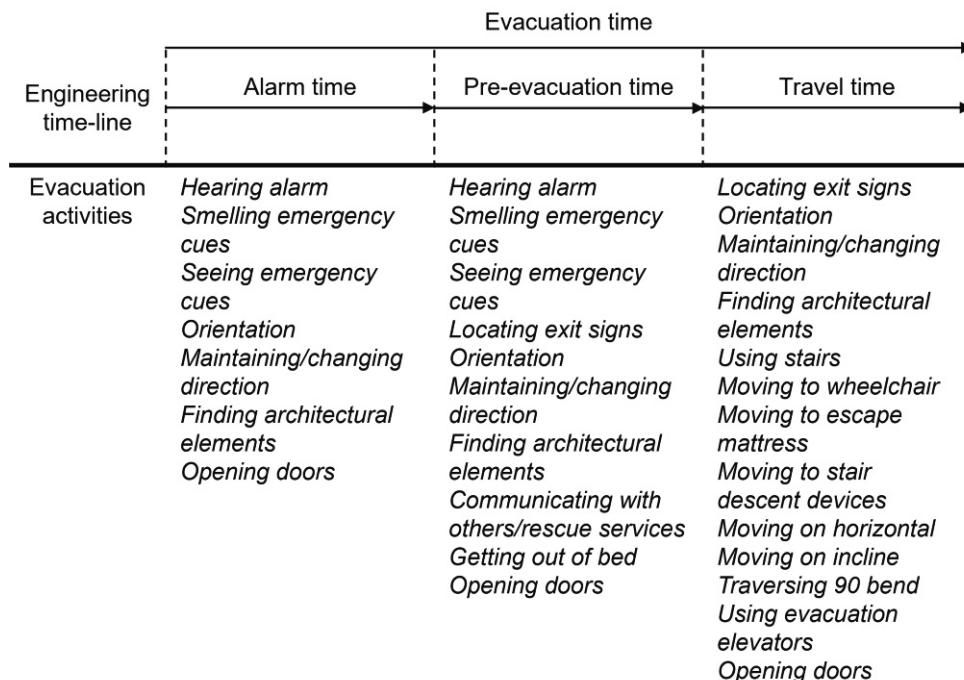 Evacuation time
Engineering
time-line
Alarm time
Pre-evacuation time
Travel time
Evacuation
activities
Hearing alarm
Smelling emergency
cues
Seeing emergency
cues
Orientation
Maintaining/changing
direction
Finding architectural
elements
Opening doors
Hearing alarm
Smelling emergency
cues
Seeing emergency
cues
Locating exit signs
Orientation
Maintaining/changing
direction
Finding architectural
elements
Communicating with
others/rescue services
Getting out of bed
Opening doors
Locating exit signs
Orientation
Maintaining/changing
direction
Finding architectural
elements
Using stairs
Moving to wheelchair
Moving to escape
mattress
Moving to stair
descent devices
Moving on horizontal
Moving on incline
Traversing 90 bend
Using evacuation
elevators
Opening doors